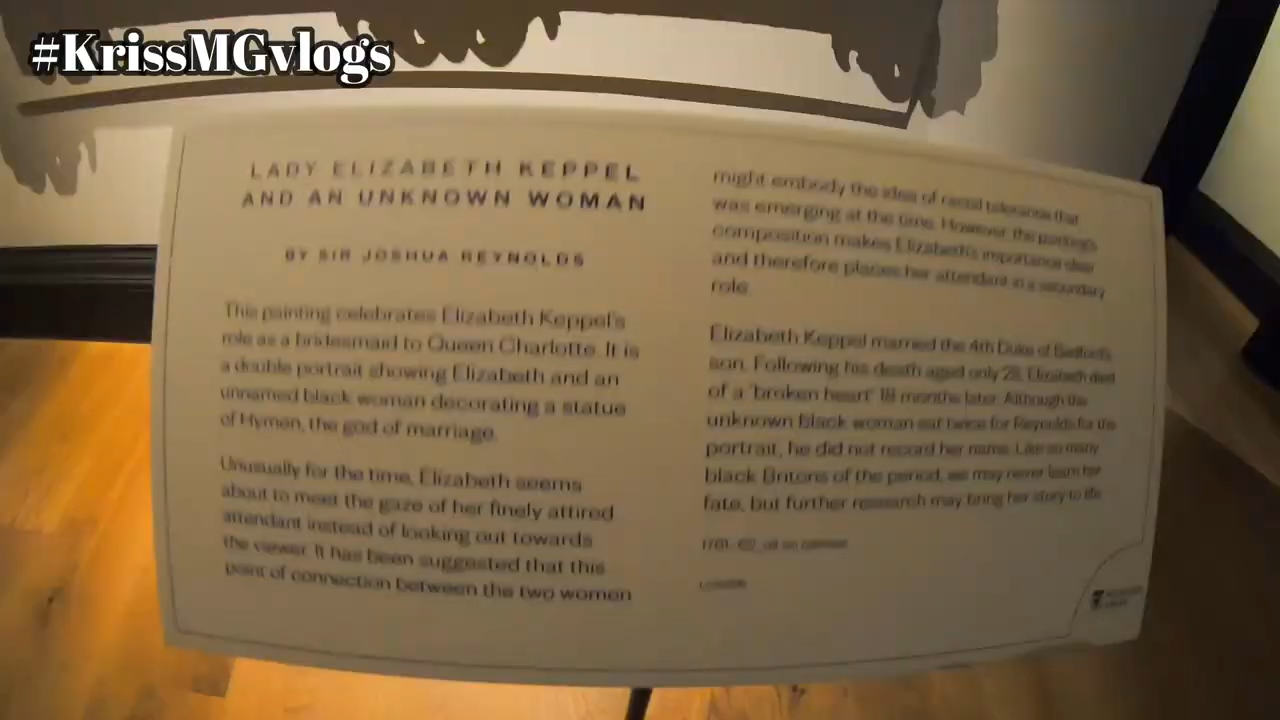 #KrissMGvlogs
LADY ELIZABETH KEPPEL
AND AN UNKNOWN WOMAN
BY SIR JOSHUA REYNOLDS
This painting celebrates Elizabeth Keppel's
role as a bridesmaid to Queen Charlotte. It is
a double portrait showing Elizabeth and an
unnamed black woman decorating a statue
of Hymen, the god of marriage.
Unusually for the time, Elizabeth seems
about to meet the gaze of her finely attired
attendant instead of looking out towards
the viewer. It has been suggested that this
point of connection between the two women
might embody the idea of racial tolerance that
was emerging at the time. However, the painting's
composition makes Elizabeth's importance clear
and therefore places her attendant in a secondary
role.
Elizabeth Keppel married the 4th Duke of Bedford's
son. Following his death aged only 28, Elizabeth died
of a 'broken heart' 18 months later. Although the
unknown black woman sat twice for Reynolds for the
portrait, he did not record her name. Like so many
black Britons of the period, we may never learn her
fate, but further research may bring her story to life.
1761-62, oil on canvas